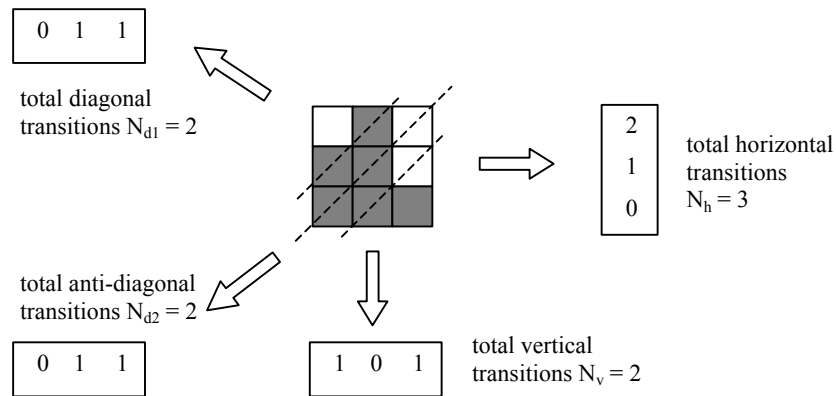 0 1 1
total diagonal
transitions N_d1 = 2
2
1
0
total horizontal
transitions
N_h = 3
total anti-diagonal
transitions N_d2 = 2
0 1 1
1 0 1
total vertical
transitions N_v = 2